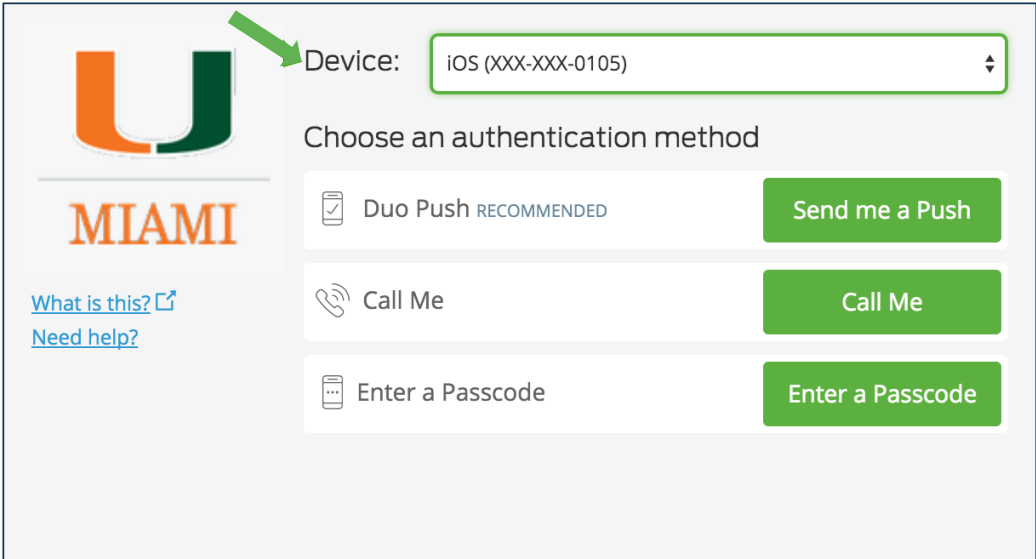 Device: iOS (XXX-XXX-0105)
Choose an authentication method
MIAMI
Duo Push RECOMMENDED Send me a Push
What is this?
Need help?
Call Me Call Me
Enter a Passcode Enter a Passcode